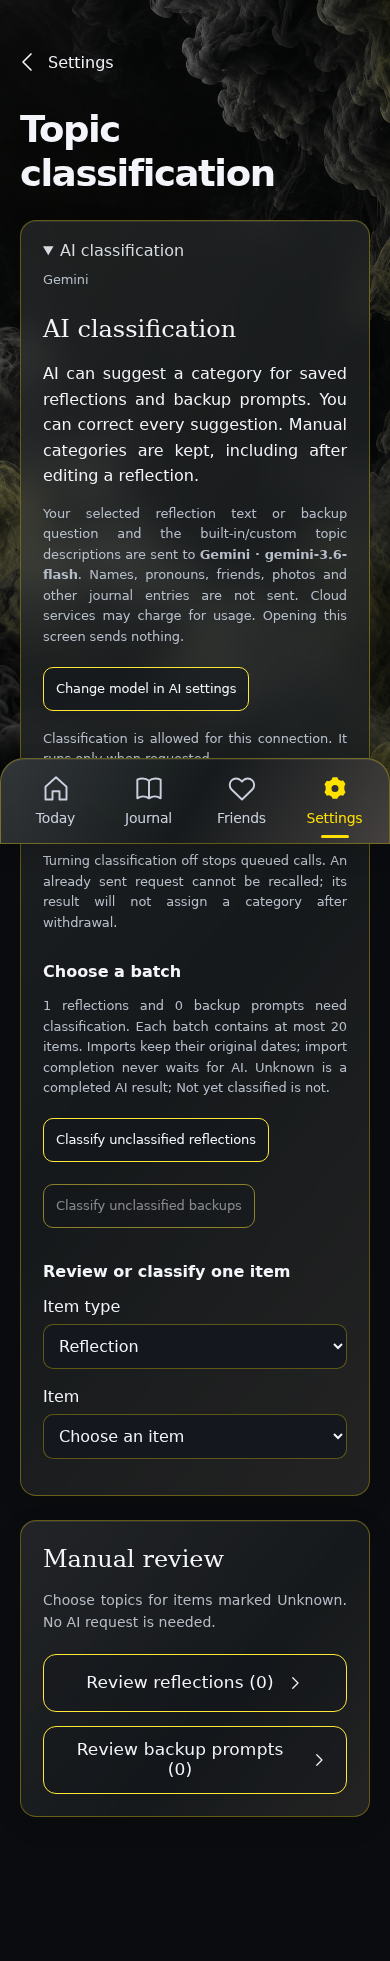 Settings
Topic
classification
▼ AI classification
Gemini
AI classification
AI can suggest a category for saved
reflections and backup prompts. You
can correct every suggestion. Manual
categories are kept, including after
editing a reflection.
Your selected reflection text or backup
question and the built-in/custom topic
descriptions are sent to Gemini · gemini-3.6-
flash. Names, pronouns, friends, photos and
other journal entries are not sent. Cloud
services may charge for usage. Opening this
screen sends nothing.
Change model in AI settings
Classification is allowed for this connection. It
runs only when requested.
Today
Journal
Friends
Settings
Turning classification off stops queued calls. An
already sent request cannot be recalled; its
result will not assign a category after
withdrawal.
Choose a batch
1 reflections and 0 backup prompts need
classification. Each batch contains at most 20
items. Imports keep their original dates; import
completion never waits for AI. Unknown is a
completed AI result; Not yet classified is not.
Classify unclassified reflections
Classify unclassified backups
Review or classify one item
Item type
Reflection
Item
Choose an item
Manual review
Choose topics for items marked Unknown.
No AI request is needed.
Review reflections (0)
Review backup prompts
(0)